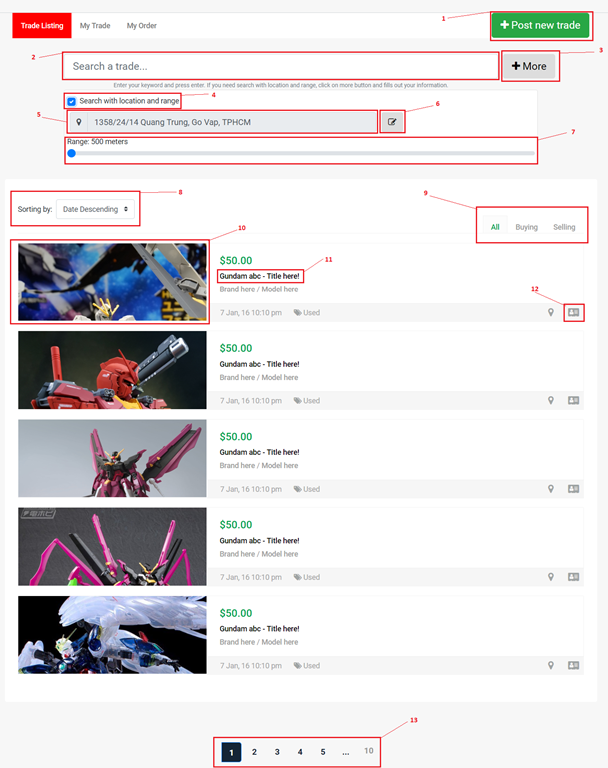 Trade Listing My Trade My Order
1
Post new trade
2
Search a trade...
More
3
Enter your keyword and press enter. If you need search with location and range, click on more button and fills out your information.
Search with location and range
4
5
1358/24/14 Quang Trung, Go Vap, TPHCM
6
Range: 500 meters
7
8
Sorting by: Date Descending
9
All Buying Selling
10
$50.00
11
Gundam abc - Title here!
Brand here / Model here
12
7 Jan, 16 10:10 pm Used
$50.00
Gundam abc - Title here!
Brand here / Model here
7 Jan, 16 10:10 pm Used
$50.00
Gundam abc - Title here!
Brand here / Model here
7 Jan, 16 10:10 pm Used
$50.00
Gundam abc - Title here!
Brand here / Model here
7 Jan, 16 10:10 pm Used
$50.00
Gundam abc - Title here!
Brand here / Model here
7 Jan, 16 10:10 pm Used
13
1 2 3 4 5 ... 10